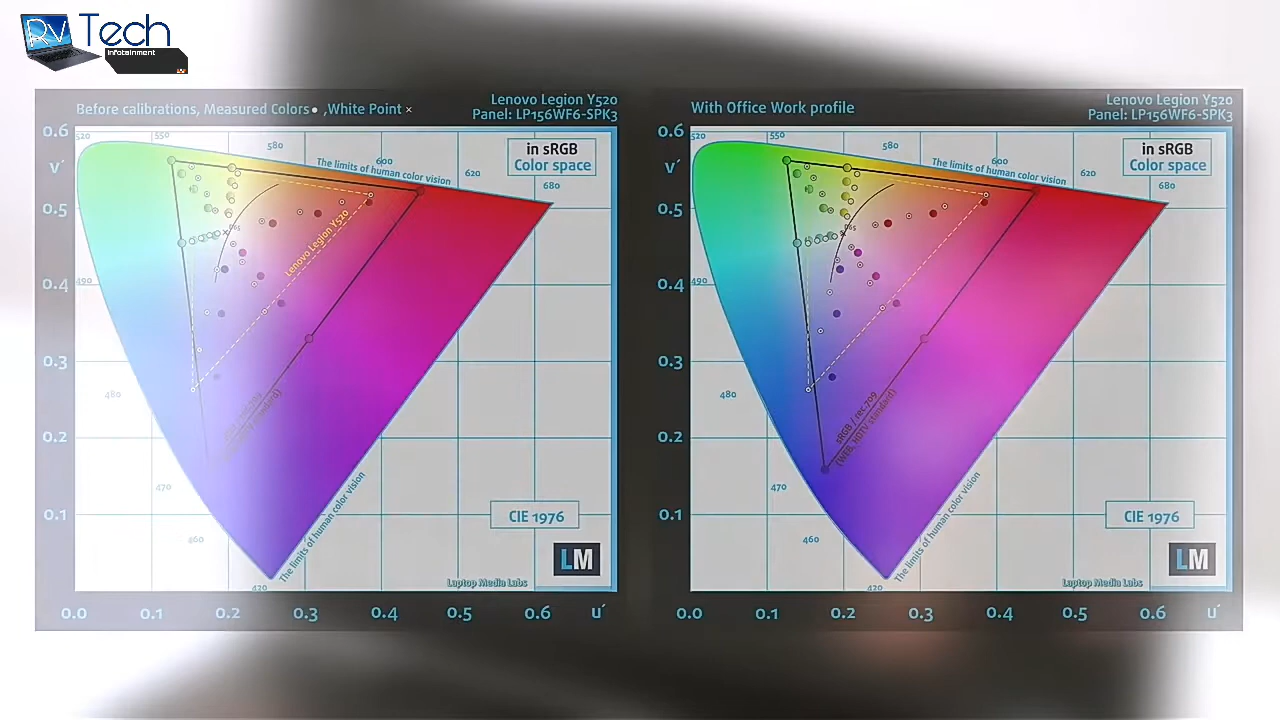 RV Tech
Infotainment
Before calibrations, Measured Colors● ,White Point ×
Lenovo Legion Y520
Panel: LP156WF6-SPK3
0.6
520
550
580
The limits of human color vision
600
620
680
in sRGB
Color space
v´
0.5
D65
Lenovo Legion Y520
0.4
490
0.3
480
0.2
470
0.1
460
The limits of human color vision
CIE 1976
LM
420
Laptop Media Labs
0.0
0.1
0.2
0.3
0.4
0.5
0.6
u´
With Office Work profile
Lenovo Legion Y520
Panel: LP156WF6-SPK3
0.6
520
550
580
The limits of human color vision
600
620
680
in sRGB
Color space
v´
0.5
D65
0.4
490
0.3
480
sRGB / rec.709
(WEB, HDTV standard)
0.2
470
0.1
460
The limits of human color vision
CIE 1976
LM
420
Laptop Media Labs
0.0
0.1
0.2
0.3
0.4
0.5
0.6
u´